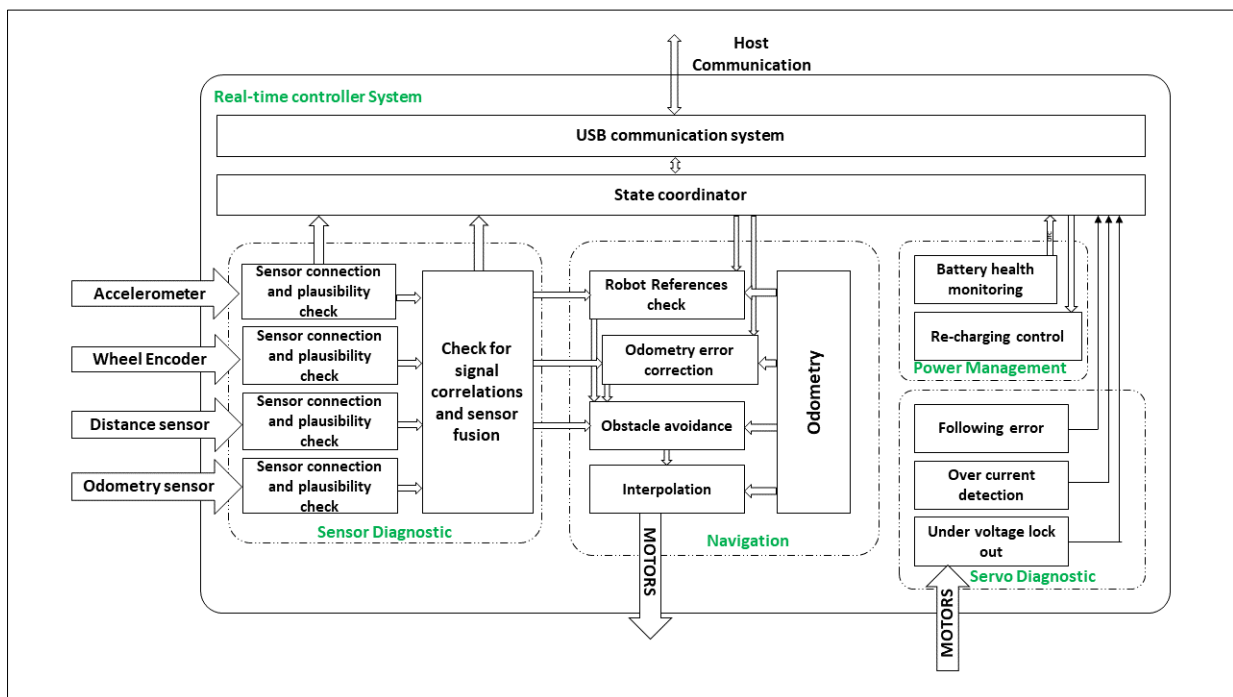 Host
Communication
Real-time controller System
USB communication system
State coordinator
Accelerometer
Wheel Encoder
Distance sensor
Odometry sensor
Sensor connection
and plausibility
check
Sensor connection
and plausibility
check
Sensor connection
and plausibility
check
Sensor connection
and plausibility
check
Check for
signal
correlations
and sensor
fusion
Sensor Diagnostic
Robot References
check
Odometry error
correction
Obstacle avoidance
Interpolation
Odometry
Navigation
MOTORS
Battery health
monitoring
Re-charging control
Power Management
Following error
Over current
detection
Under voltage lock
out
Servo Diagnostic
MOTORS